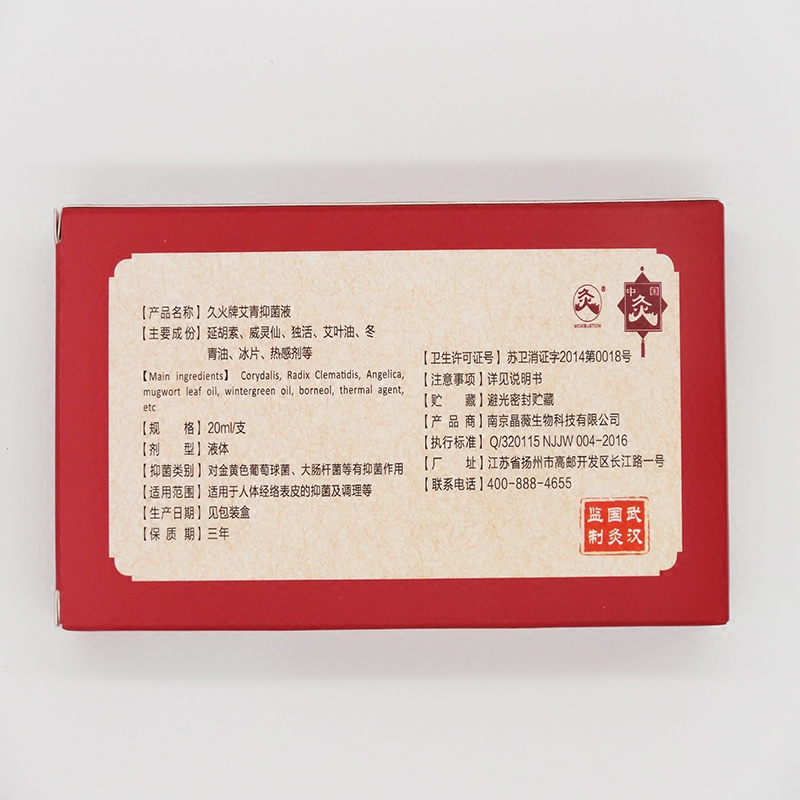 【产品名称】久火牌艾青抑菌液
【主要成份】延胡索、威灵仙、独活、艾叶油、冬
青油、冰片、热感剂等
【Main ingredients】 Corydalis, Radix Clematidis, Angelica,
mugwort leaf oil, wintergreen oil, borneol, thermal agent,
etc
【规 格】20ml/支
【剂 型】液体
【抑菌类别】对金黄色葡萄球菌、大肠杆菌等有抑菌作用
【适用范围】适用于人体经络表皮的抑菌及调理等
【生产日期】见包装盒
【保 质 期】三年
灸
®
MOXIBUSTION
中 国
灸
【卫生许可证号】苏卫消证字2014第0018号
【注意事项】详见说明书
【贮 藏】避光密封贮藏
【产 品 商】南京晶薇生物科技有限公司
【执行标准】Q/320115 NJJW 004-2016
【厂 址】江苏省扬州市高邮开发区长江路一号
【联系电话】400-888-4655
武汉
国灸
监制